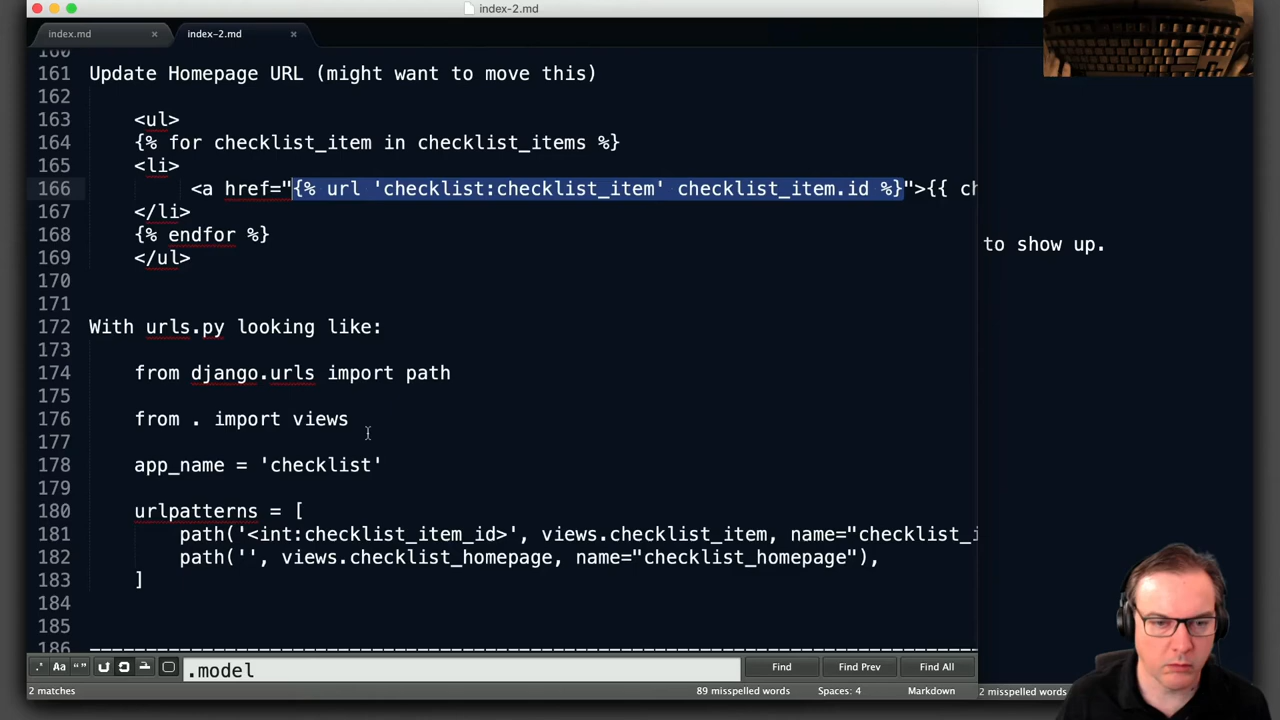 index-2.md
index.md
index-2.md
160
161 Update Homepage URL (might want to move this)
162
163 <ul>
164 {% for checklist_item in checklist_items %}
165 <li>
166 <a href="{% url 'checklist:checklist_item' checklist_item.id %}">{{ ch
167 </li>
168 {% endfor %}
169 </ul>
170
171
172 With urls.py looking like:
173
174 from django.urls import path
175
176 from . import views
177
178 app_name = 'checklist'
179
180 urlpatterns = [
181 path('<int:checklist_item_id>', views.checklist_item, name="checklist_i
182 path('', views.checklist_homepage, name="checklist_homepage"),
183 ]
184
185
186 --------------------------------------------------------------------------------
to show up.
.* Aa “” .model Find Find Prev Find All
2 matches 89 misspelled words Spaces: 4 Markdown 2 misspelled words